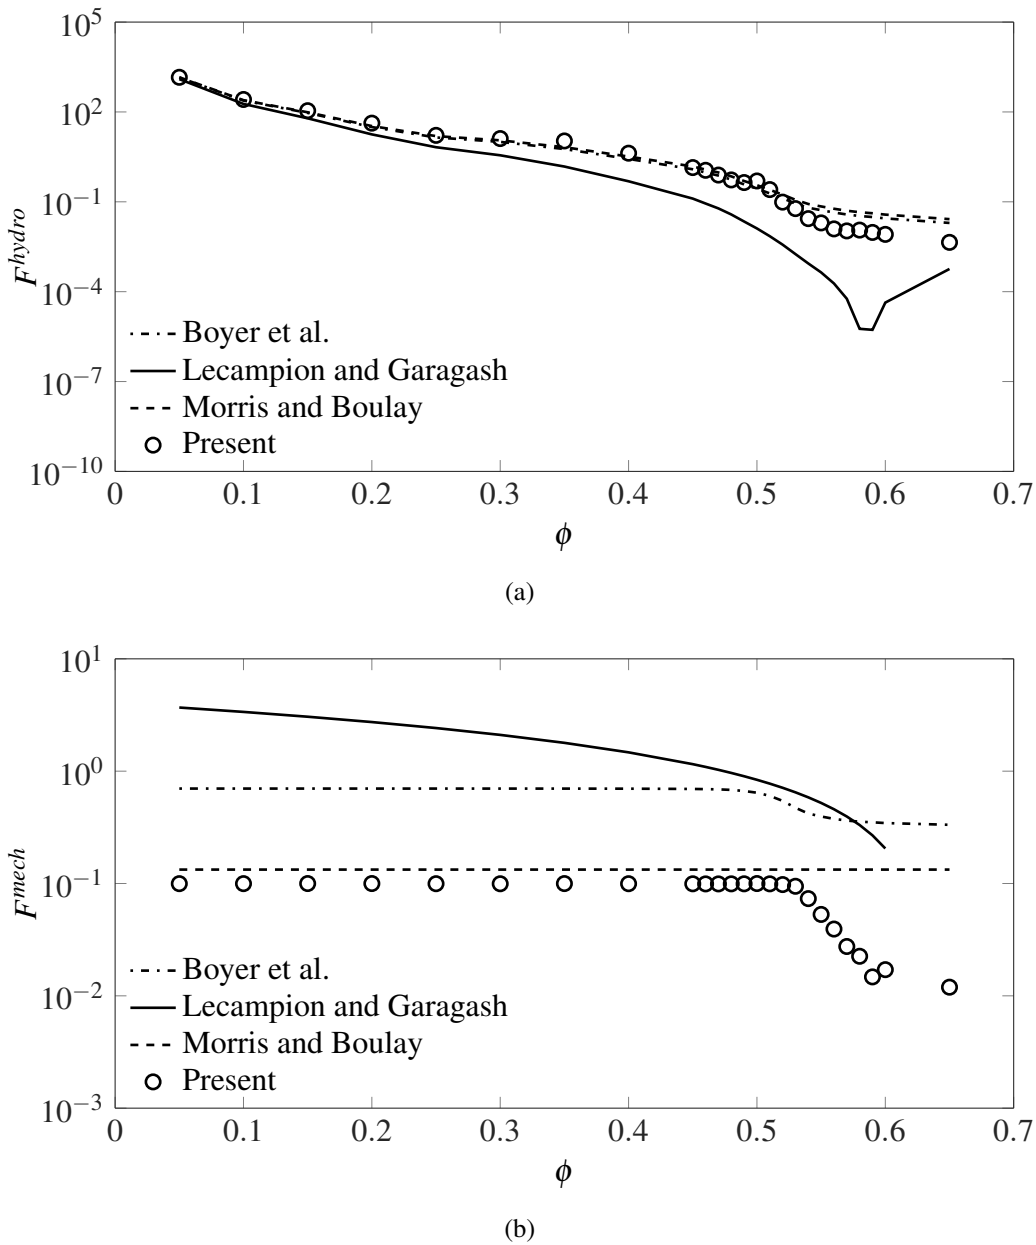 10^5
10^2
10^−1
10^−4
10^−7
10^−10
F^hydro
Boyer et al.
Lecampion and Garagash
Morris and Boulay
Present
0 0.1 0.2 0.3 0.4 0.5 0.6 0.7
ϕ
(a)
10^1
10^0
10^−1
10^−2
10^−3
F^mech
Boyer et al.
Lecampion and Garagash
Morris and Boulay
Present
0 0.1 0.2 0.3 0.4 0.5 0.6 0.7
ϕ
(b)